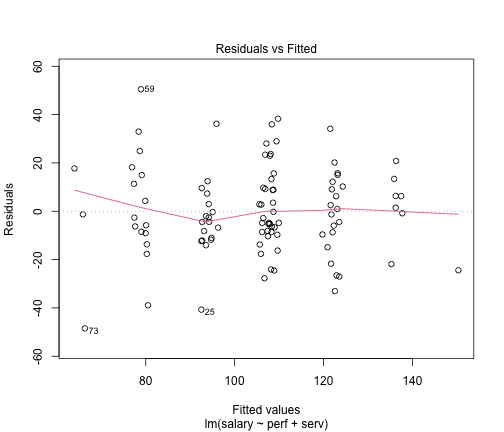 Residuals vs Fitted
60
40
20
0
-20
-40
-60
Residuals
59
73
25
80 100 120 140
Fitted values
lm(salary ~ perf + serv)